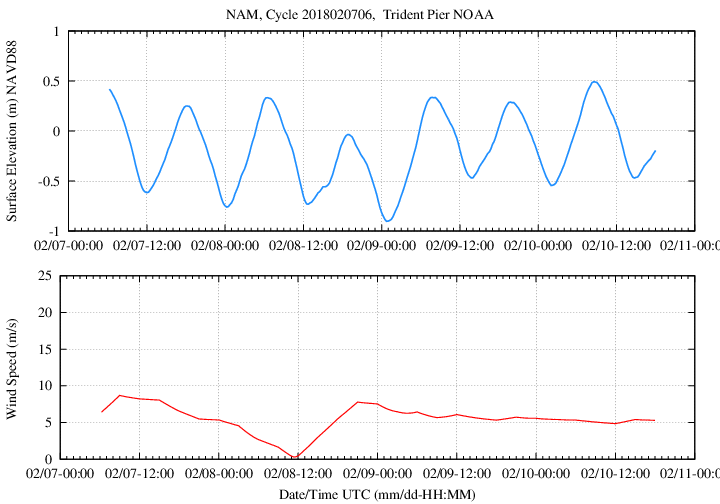 NAM, Cycle 2018020706,  Trident Pier NOAA
1
0.5
0
-0.5
-1
Surface Elevation (m) NAVD88
02/07-00:00 02/07-12:00 02/08-00:00 02/08-12:00 02/09-00:00 02/09-12:00 02/10-00:00 02/10-12:00 02/11-0
25
20
15
10
5
0
Wind Speed (m/s)
02/07-00:00 02/07-12:00 02/08-00:00 02/08-12:00 02/09-00:00 02/09-12:00 02/10-00:00 02/10-12:00 02/11-00
Date/Time UTC (mm/dd-HH:MM)